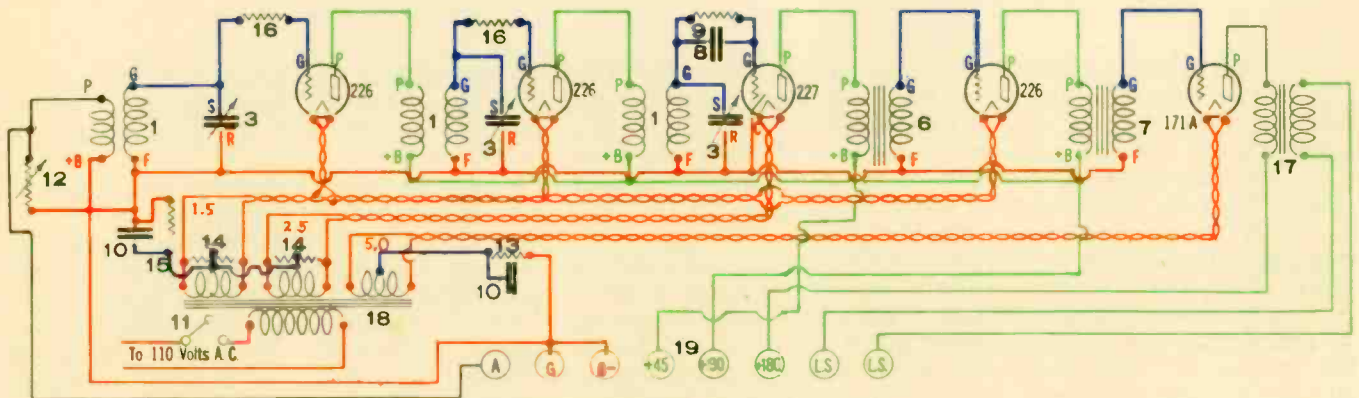 16
16
9
8
P
P
P
P
P
G
G
G
G
G
P
G
226
P
G
226
P
G
227
P
G
226
P
G
171A
P
1
S
3
R
1
S
3
R
1
S
3
R
C
6
7
17
+B
F
+B
F
+B
F
+B
F
+B
F
12
1.5
2.5
5.0
10
15
14
14
13
10
11
18
To 110 Volts A.C.
A
G
B-
+45
19
+90
+180
L.S.
L.S.